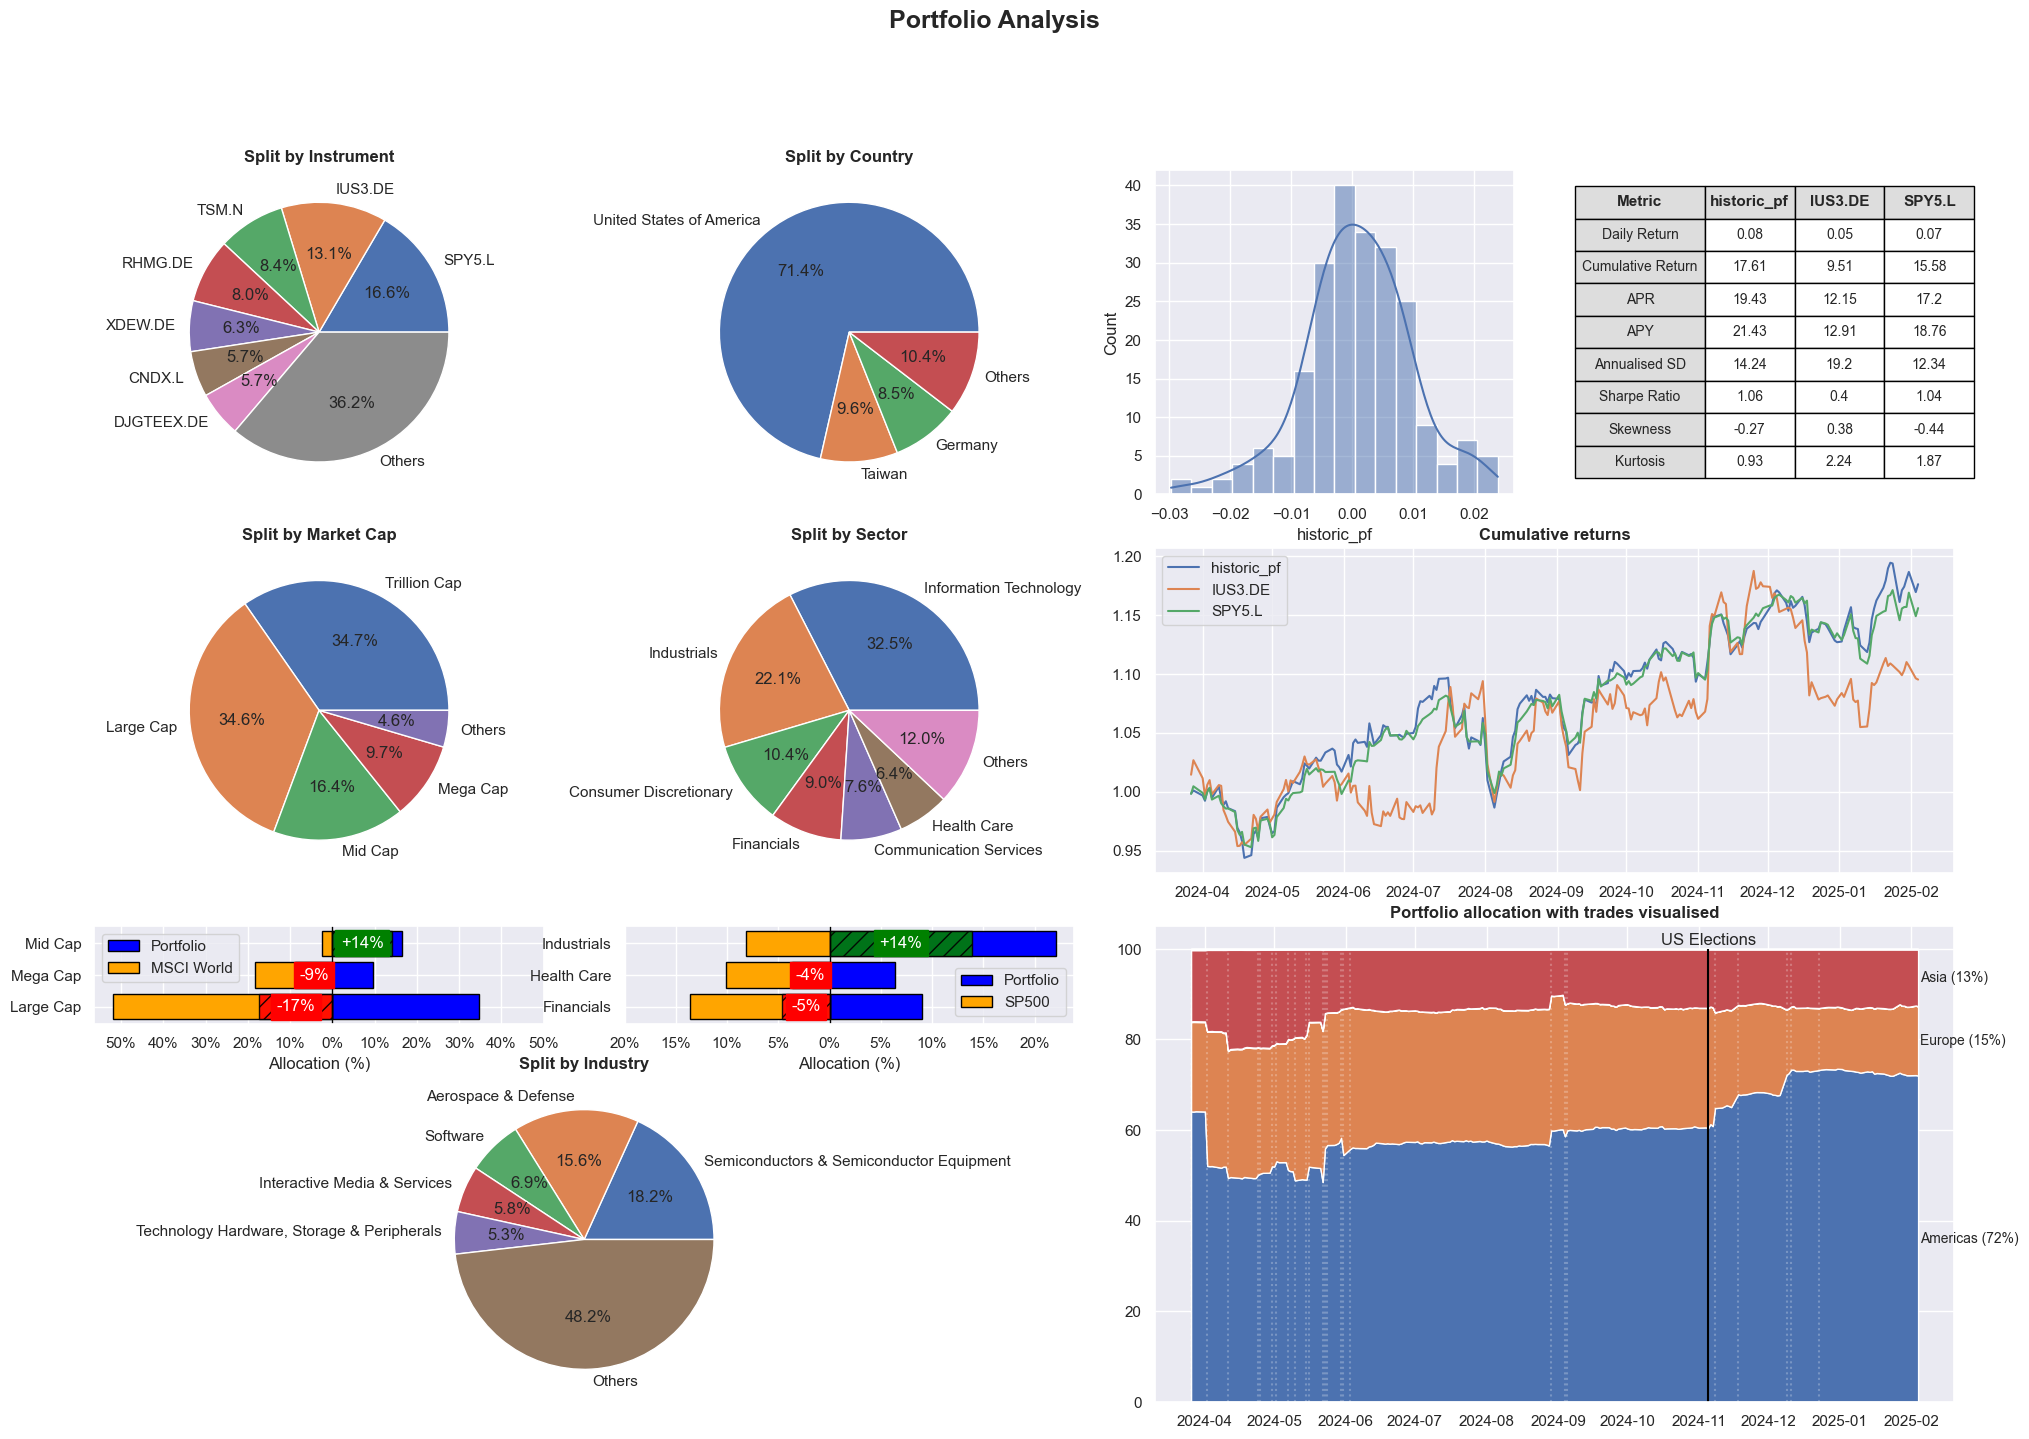 Portfolio Analysis
Split by Instrument
IUS3.DE
TSM.N
RHMG.DE
XDEW.DE
CNDX.L
DJGTEEX.DE
Others
SPY5.L
13.1%
8.4%
8.0%
6.3%
5.7%
5.7%
36.2%
16.6%
Split by Country
United States of America
71.4%
10.4%
Others
8.5%
Germany
9.6%
Taiwan
40
35
30
25
20
15
10
5
0
Count
−0.03 −0.02 −0.01 0.00 0.01 0.02
historic_pf
Metric historic_pf IUS3.DE SPY5.L
Daily Return 0.08 0.05 0.07
Cumulative Return 17.61 9.51 15.58
APR 19.43 12.15 17.2
APY 21.43 12.91 18.76
Annualised SD 14.24 19.2 12.34
Sharpe Ratio 1.06 0.4 1.04
Skewness -0.27 0.38 -0.44
Kurtosis 0.93 2.24 1.87
Split by Market Cap
Trillion Cap
34.7%
Large Cap
34.6%
Mid Cap
16.4%
Mega Cap
9.7%
Others
4.6%
Split by Sector
Information Technology
32.5%
Industrials
22.1%
Consumer Discretionary
10.4%
Financials
9.0%
Communication Services
7.6%
Health Care
6.4%
Others
12.0%
Cumulative returns
historic_pf
IUS3.DE
SPY5.L
1.20
1.15
1.10
1.05
1.00
0.95
2024-04 2024-05 2024-06 2024-07 2024-08 2024-09 2024-10 2024-11 2024-12 2025-01 2025-02
Mid Cap
Mega Cap
Large Cap
Portfolio
MSCI World
+14%
-9%
-17%
50% 40% 30% 20% 10% 0% 10% 20% 30% 40% 50%
Allocation (%)
Industrials
Health Care
Financials
+14%
-4%
-5%
Portfolio
SP500
20% 15% 10% 5% 0% 5% 10% 15% 20%
Allocation (%)
Split by Industry
Aerospace & Defense
15.6%
Software
6.9%
Interactive Media & Services
5.8%
Technology Hardware, Storage & Peripherals
5.3%
Semiconductors & Semiconductor Equipment
18.2%
48.2%
Others
Portfolio allocation with trades visualised
US Elections
100
80
60
40
20
0
Asia (13%)
Europe (15%)
Americas (72%)
2024-04 2024-05 2024-06 2024-07 2024-08 2024-09 2024-10 2024-11 2024-12 2025-01 2025-02